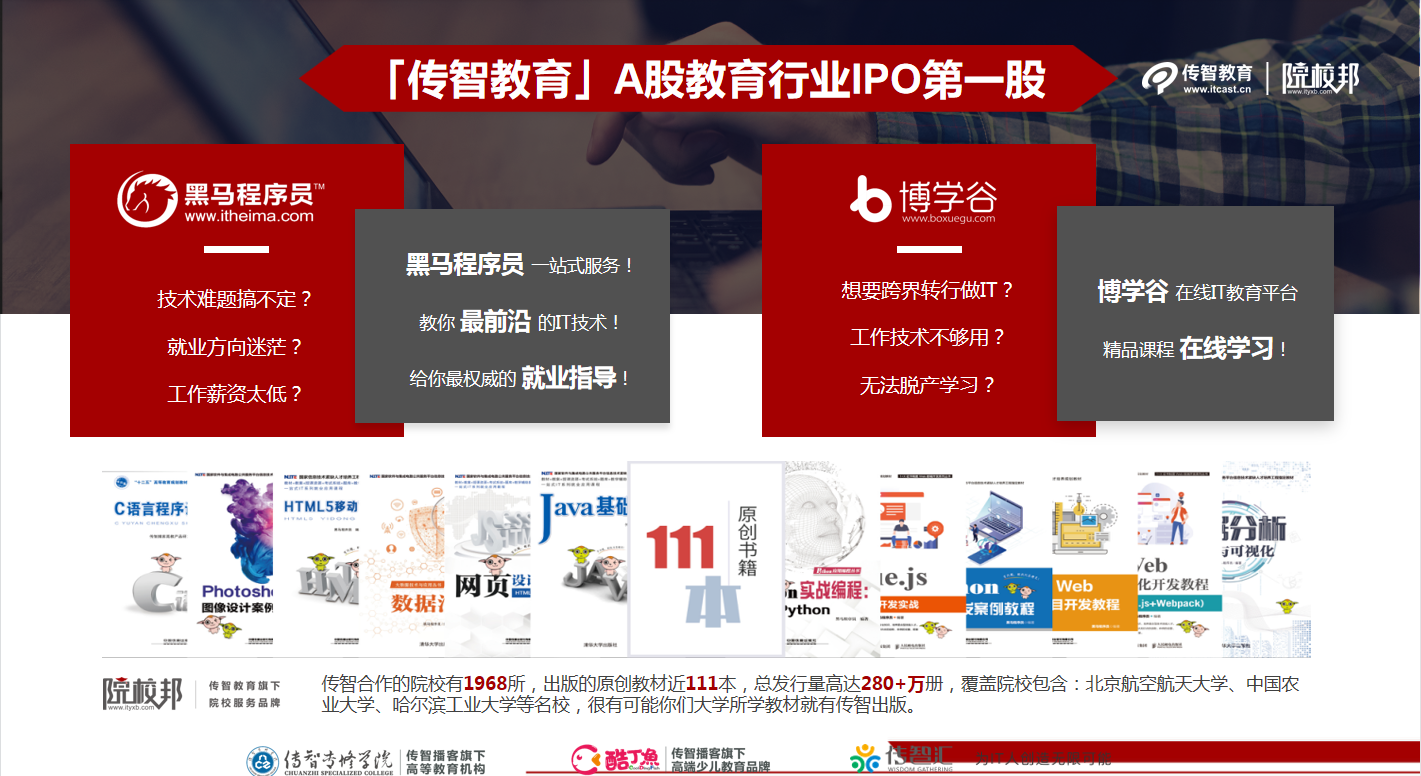 「传智教育」A股教育行业IPO第一股
传智教育
www.itcast.cn
院校邦
www.ityxb.com
黑马程序员™
www.itheima.com
技术难题搞不定？
就业方向迷茫？
工作薪资太低？
黑马程序员 一站式服务！
教你 最前沿 的IT技术！
给你最权威的 就业指导！
博学谷
www.boxuegu.com
想要跨界转行做IT？
工作技术不够用？
无法脱产学习？
博学谷 在线IT教育平台
精品课程 在线学习！
C语言程序
Photosho
图像设计案例
HTML5移动
数据
网页设
HTML
Java基础
清华大学出版社
111
本
原创书籍
实战编程：
Python
ue.js
开发实战
hon
发案例教程
Web
目开发教程
Web
化开发教程
.js+Webpack)
据分析
与可视化
院校邦
www.ityxb.com
传智教育旗下
院校服务品牌
传智合作的院校有1968所，出版的原创教材近111本，总发行量高达280+万册，覆盖院校包含：北京航空航天大学、中国农
业大学、哈尔滨工业大学等名校，很有可能你们大学所学教材就有传智出版。
传智专修学院
CHUANZHI SPECIALIZED COLLEGE
传智播客旗下
高等教育机构
酷丁鱼
传智播客旗下
高端少儿教育品牌
传智汇
WISDOM GATHERING
为IT人创造无限可能